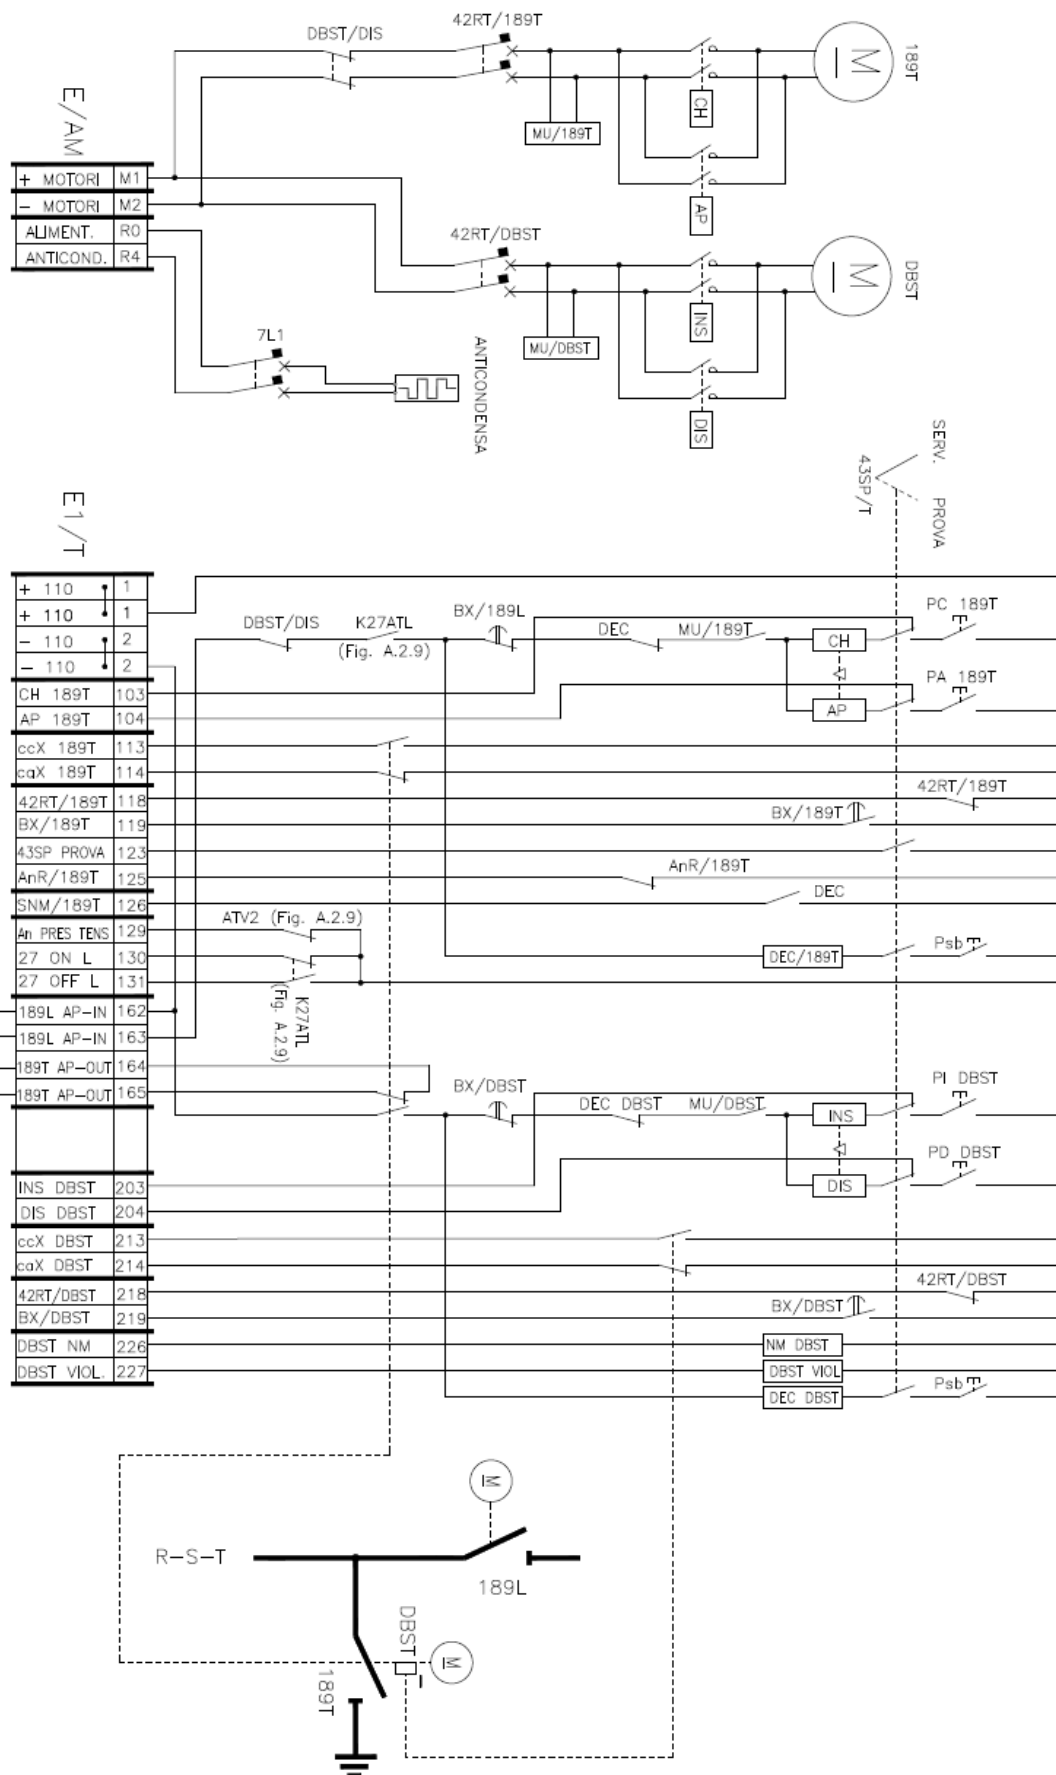 42RT/189T
DBST/DIS
189T
M
E/AM
CH
MU/189T
+ MOTORI M1
- MOTORI M2
ALIMENT. R0
ANTICOND. R4
AP
42RT/DBST
DBST
M
INS
MU/DBST
7L1
ANTICONDENSA
DIS
SERV. PROVA
43SP/T
E1/T
+ 110 1
+ 110 1
- 110 2
- 110 2
CH 189T 103
AP 189T 104
ccX 189T 113
caX 189T 114
42RT/189T 118
BX/189T 119
43SP PROVA 123
AnR/189T 125
SNM/189T 126
An PRES TENS 129
27 ON L 130
27 OFF L 131
189L AP-IN 162
189L AP-IN 163
189T AP-OUT 164
189T AP-OUT 165
INS DBST 203
DIS DBST 204
ccX DBST 213
caX DBST 214
42RT/DBST 218
BX/DBST 219
DBST NM 226
DBST VIOL. 227
DBST/DIS
K27ATL
(Fig. A.2.9)
BX/189L
DEC
MU/189T
CH
PC 189T
AP
PA 189T
42RT/189T
BX/189T
AnR/189T
DEC
ATV2 (Fig. A.2.9)
DEC/189T
Psb
K27ATL
(Fig. A.2.9)
BX/DBST
DEC DBST
MU/DBST
INS
PI DBST
DIS
PD DBST
42RT/DBST
BX/DBST
NM DBST
DBST VIOL
DEC DBST
Psb
M
R-S-T
189L
DBST
M
189T